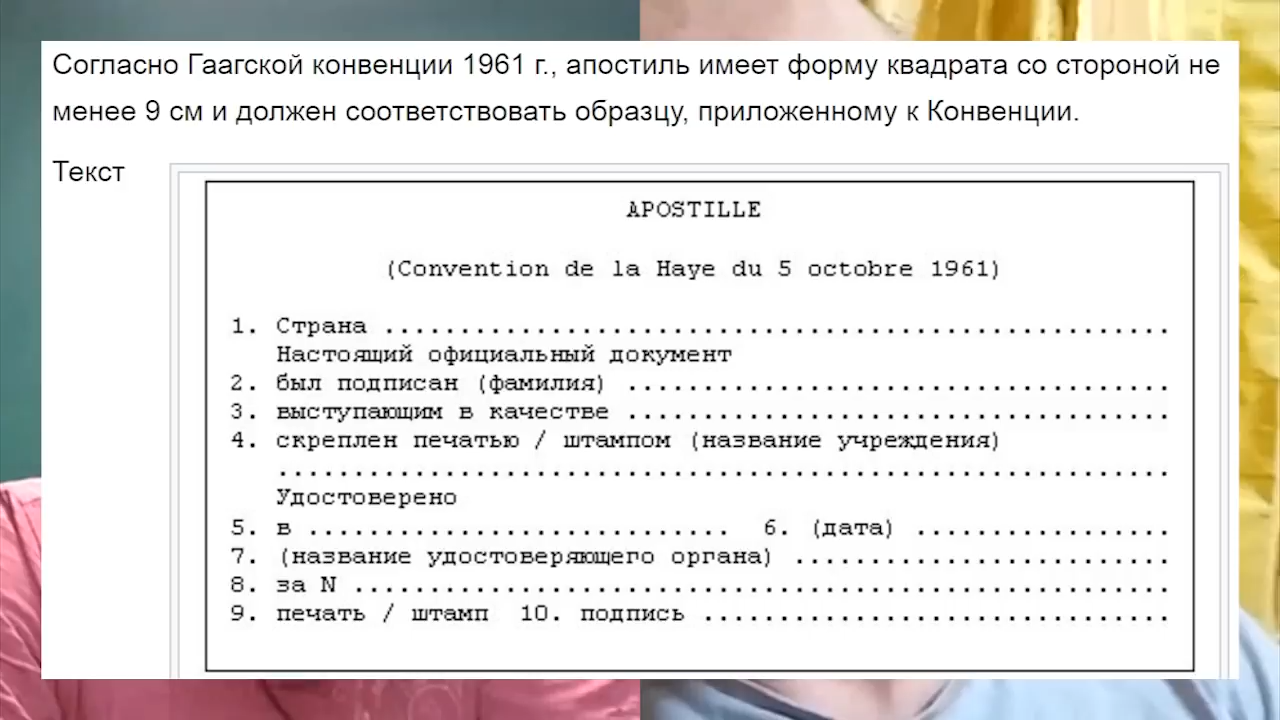 Согласно Гаагской конвенции 1961 г., апостиль имеет форму квадрата со стороной не
менее 9 см и должен соответствовать образцу, приложенному к Конвенции.
Текст
APOSTILLE
(Convention de la Haye du 5 octobre 1961)
1. Страна ....................................................
Настоящий официальный документ
2. был подписан (фамилия) ....................................
3. выступающим в качестве ....................................
4. скреплен печатью / штампом (название учреждения)
...........................................................
Удостоверено
5. в ............................ 6. (дата) .................
7. (название удостоверяющего органа) .........................
8. за N ......................................................
9. печать / штамп 10. подпись ...............................